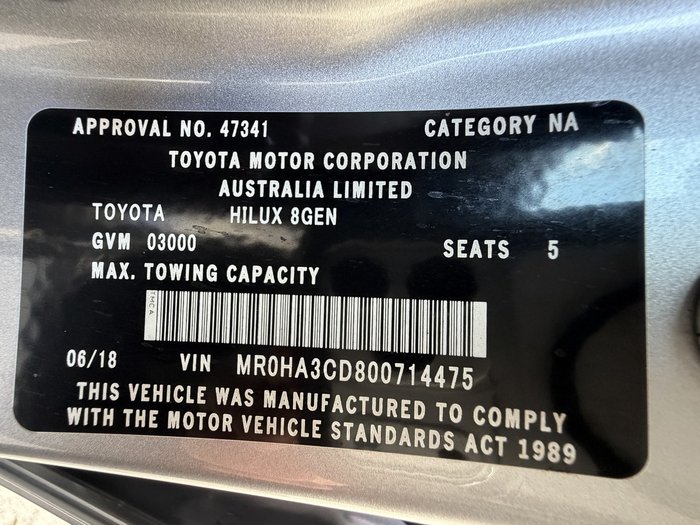 APPROVAL NO. 47341 CATEGORY NA
TOYOTA MOTOR CORPORATION
AUSTRALIA LIMITED
TOYOTA HILUX 8GEN
GVM 03000 SEATS 5
MAX. TOWING CAPACITY
TMCA
06/18 VIN MR0HA3CD800714475
THIS VEHICLE WAS MANUFACTURED TO COMPLY
WITH THE MOTOR VEHICLE STANDARDS ACT 1989